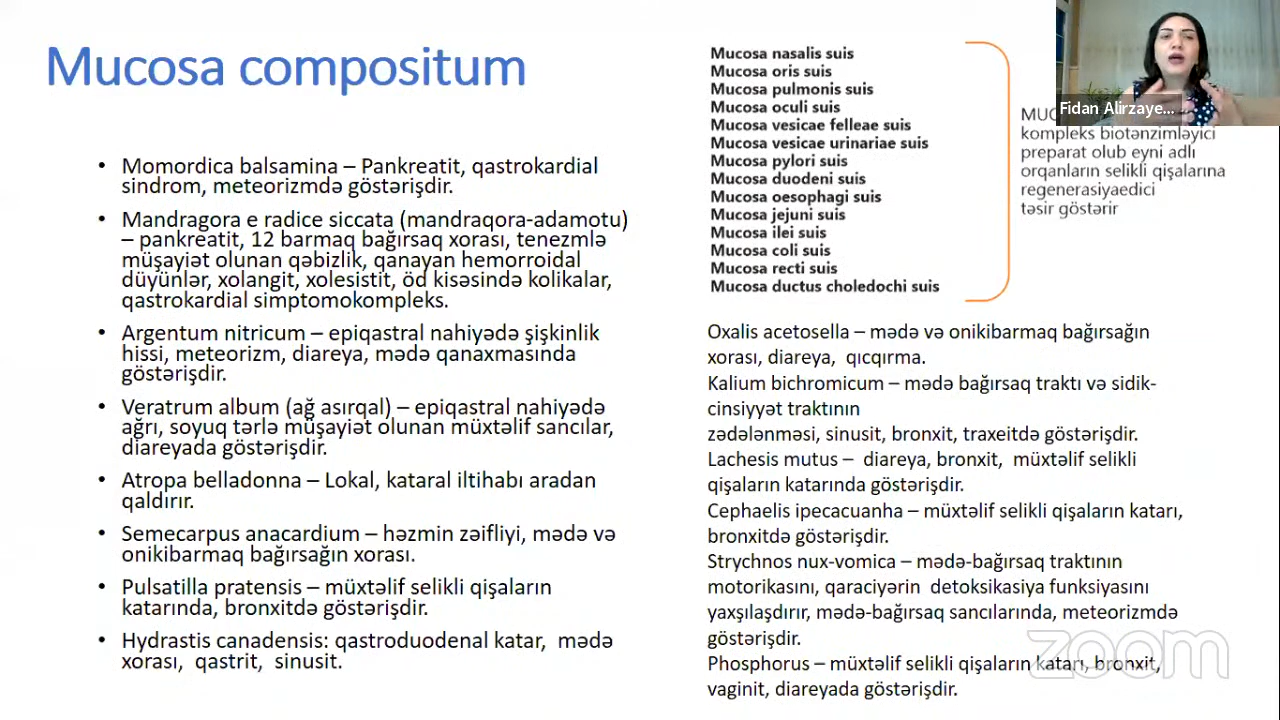 Mucosa compositum
• Momordica balsamina – Pankreatit, qastrokardial
sindrom, meteorizmdə göstərişdir.
• Mandragora e radice siccata (mandraqora-adamotu)
– pankreatit, 12 barmaq bağırsaq xorası, tenezmlə
müşayiət olunan qəbizlik, qanayan hemorroidal
düyünlər, xolangit, xolesistit, öd kisəsində kolikalar,
qastrokardial simptomokompleks.
• Argentum nitricum – epiqastral nahiyədə şişkinlik
hissi, meteorizm, diareya, mədə qanaxmasında
göstərişdir.
• Veratrum album (ağ asırqal) – epiqastral nahiyədə
ağrı, soyuq tərlə müşayiət olunan müxtəlif sancılar,
diareyada göstərişdir.
• Atropa belladonna – Lokal, kataral iltihabı aradan
qaldırır.
• Semecarpus anacardium – həzmin zəifliyi, mədə və
onikibarmaq bağırsağın xorası.
• Pulsatilla pratensis – müxtəlif selikli qişaların
katarında, bronxitdə göstərişdir.
• Hydrastis canadensis: qastroduodenal katar, mədə
xorası, qastrit, sinusit.
Mucosa nasalis suis
Mucosa oris suis
Mucosa pulmonis suis
Mucosa oculi suis
Mucosa vesicae felleae suis
Mucosa vesicae urinariae suis
Mucosa pylori suis
Mucosa duodeni suis
Mucosa oesophagi suis
Mucosa jejuni suis
Mucosa ilei suis
Mucosa coli suis
Mucosa recti suis
Mucosa ductus choledochi suis
Fidan Alirzaye...
kompleks biotənzimləyici
preparat olub eyni adlı
orqanların selikli qişalarına
regenerasiyaedici
təsir göstərir
Oxalis acetosella – mədə və onikibarmaq bağırsağın
xorası, diareya, qıcqırma.
Kalium bichromicum – mədə bağırsaq traktı və sidik-
cinsiyyət traktının
zədələnməsi, sinusit, bronxit, traxeitdə göstərişdir.
Lachesis mutus – diareya, bronxit, müxtəlif selikli
qişaların katarında göstərişdir.
Cephaelis ipecacuanha – müxtəlif selikli qişaların katarı,
bronxitdə göstərişdir.
Strychnos nux-vomica – mədə-bağırsaq traktının
motorikasını, qaraciyərin detoksikasiya funksiyasını
yaxşılaşdırır, mədə-bağırsaq sancılarında, meteorizmdə
göstərişdir.
Phosphorus – müxtəlif selikli qişaların katarı, bronxit,
vaginit, diareyada göstərişdir.
zoom